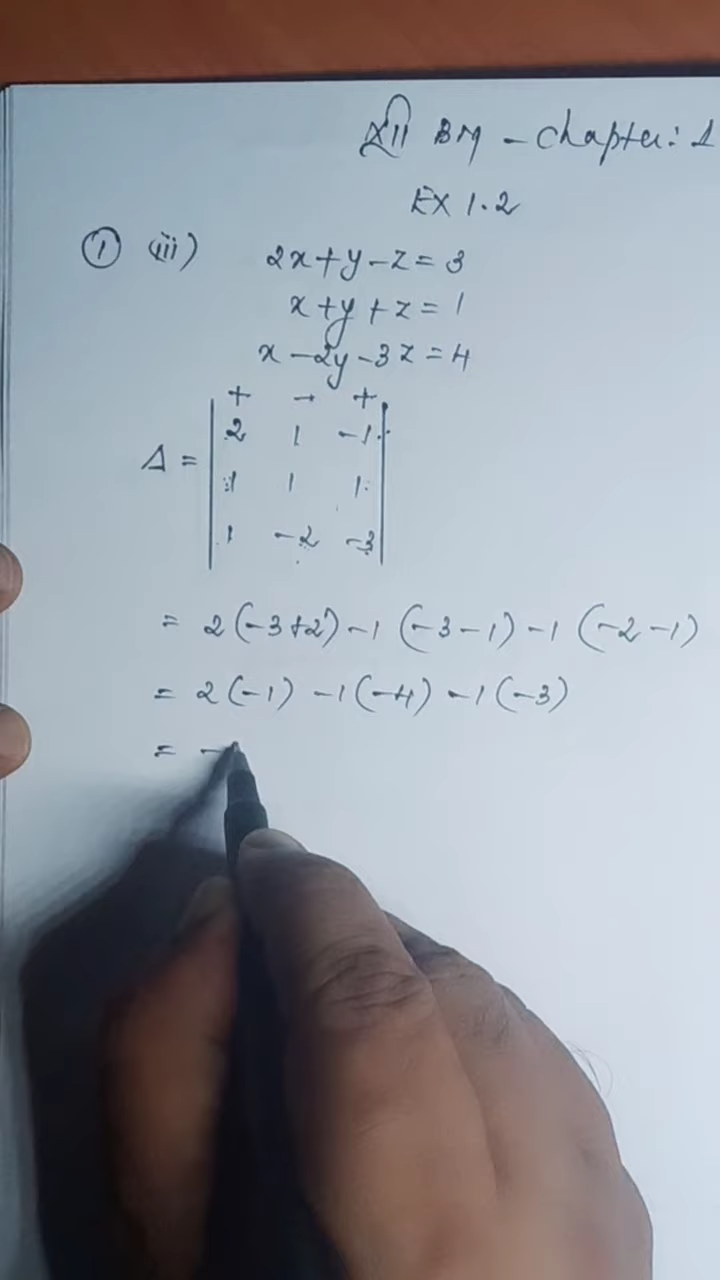 XII BM - Chapter: 1
EX 1.2
① (iii) 2x+y-z=3
x+y+z=1
x-2y-3z=4
+ - +
Δ = | 2 1 -1 |
| 1 1 1 |
| 1 -2 -3 |
= 2(-3+2)-1(-3-1)-1(-2-1)
= 2(-1)-1(-4)-1(-3)
= -